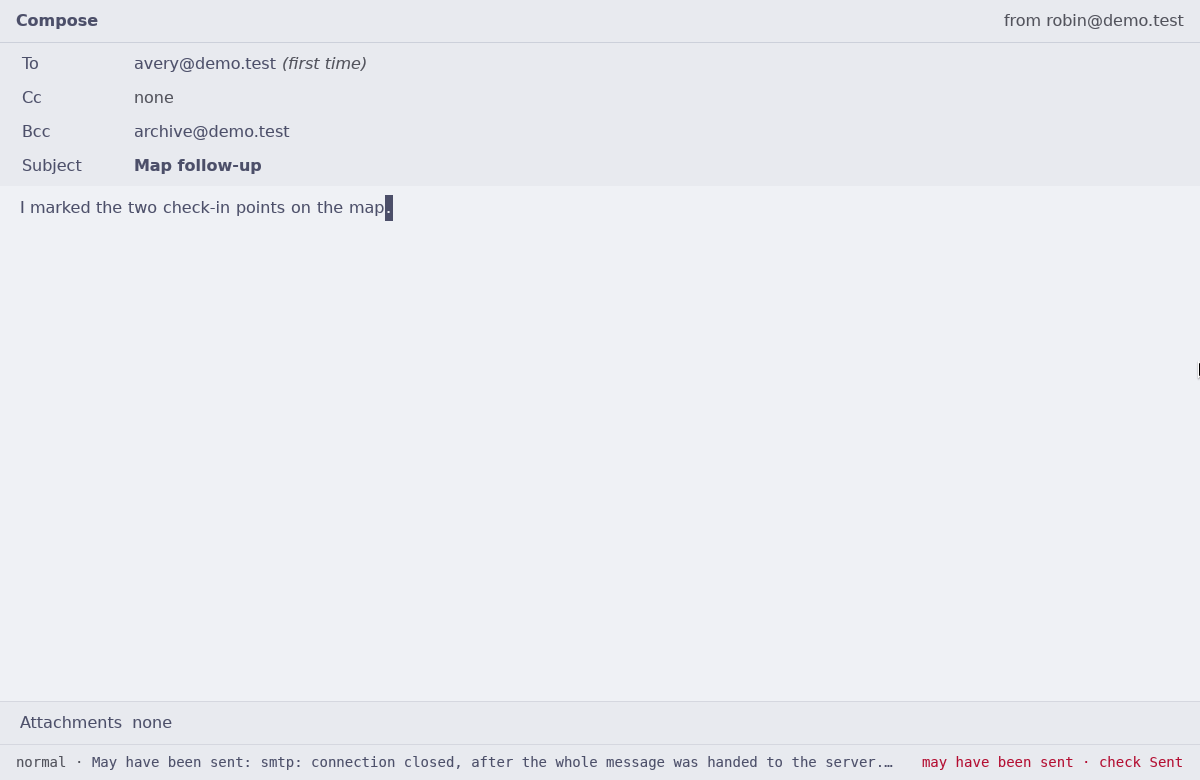 Compose from robin@demo.test
To avery@demo.test (first time)
Cc none
Bcc archive@demo.test
Subject Map follow-up
I marked the two check-in points on the map.
Attachments none
normal · May have been sent: smtp: connection closed, after the whole message was handed to the server.… may have been sent · check Sent